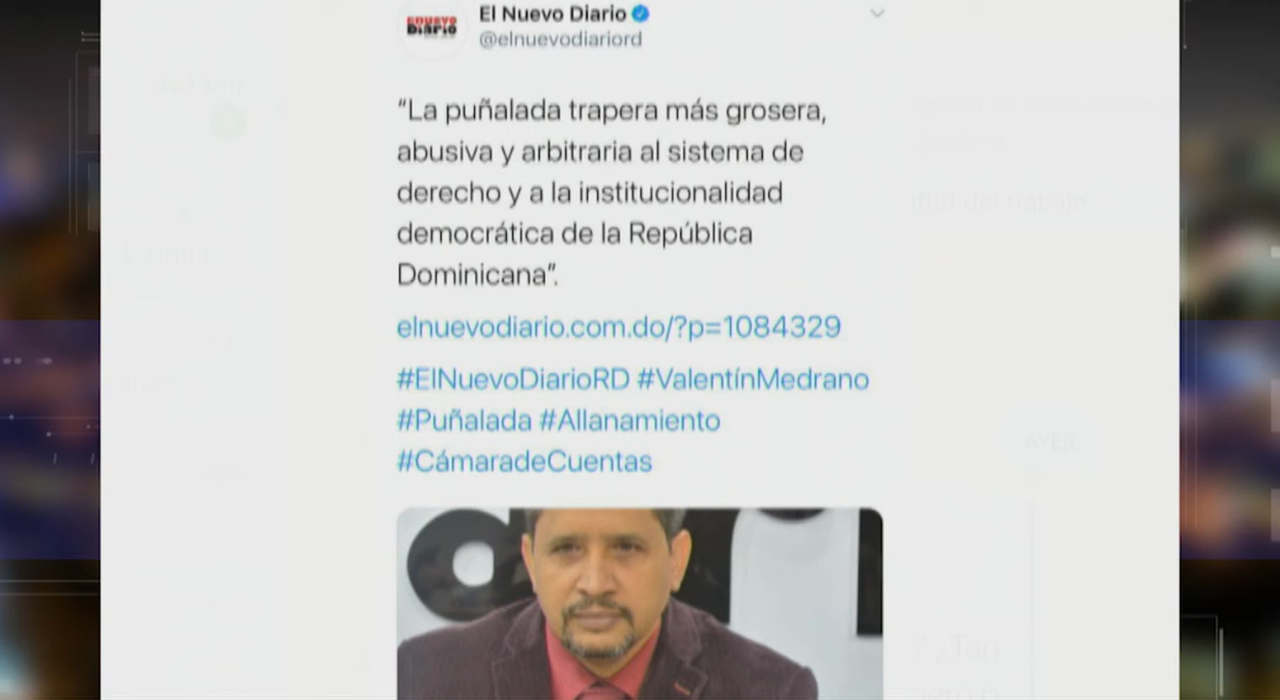 El Nuevo Diario
@elnuevodiariord
"La puñalada trapera más grosera,
abusiva y arbitraria al sistema de
derecho y a la institucionalidad
democrática de la República
Dominicana".
elnuevodiario.com.do/?p=1084329
#ElNuevoDiarioRD #ValentínMedrano
#Puñalada #Allanamiento
#CámaradeCuentas
AYER